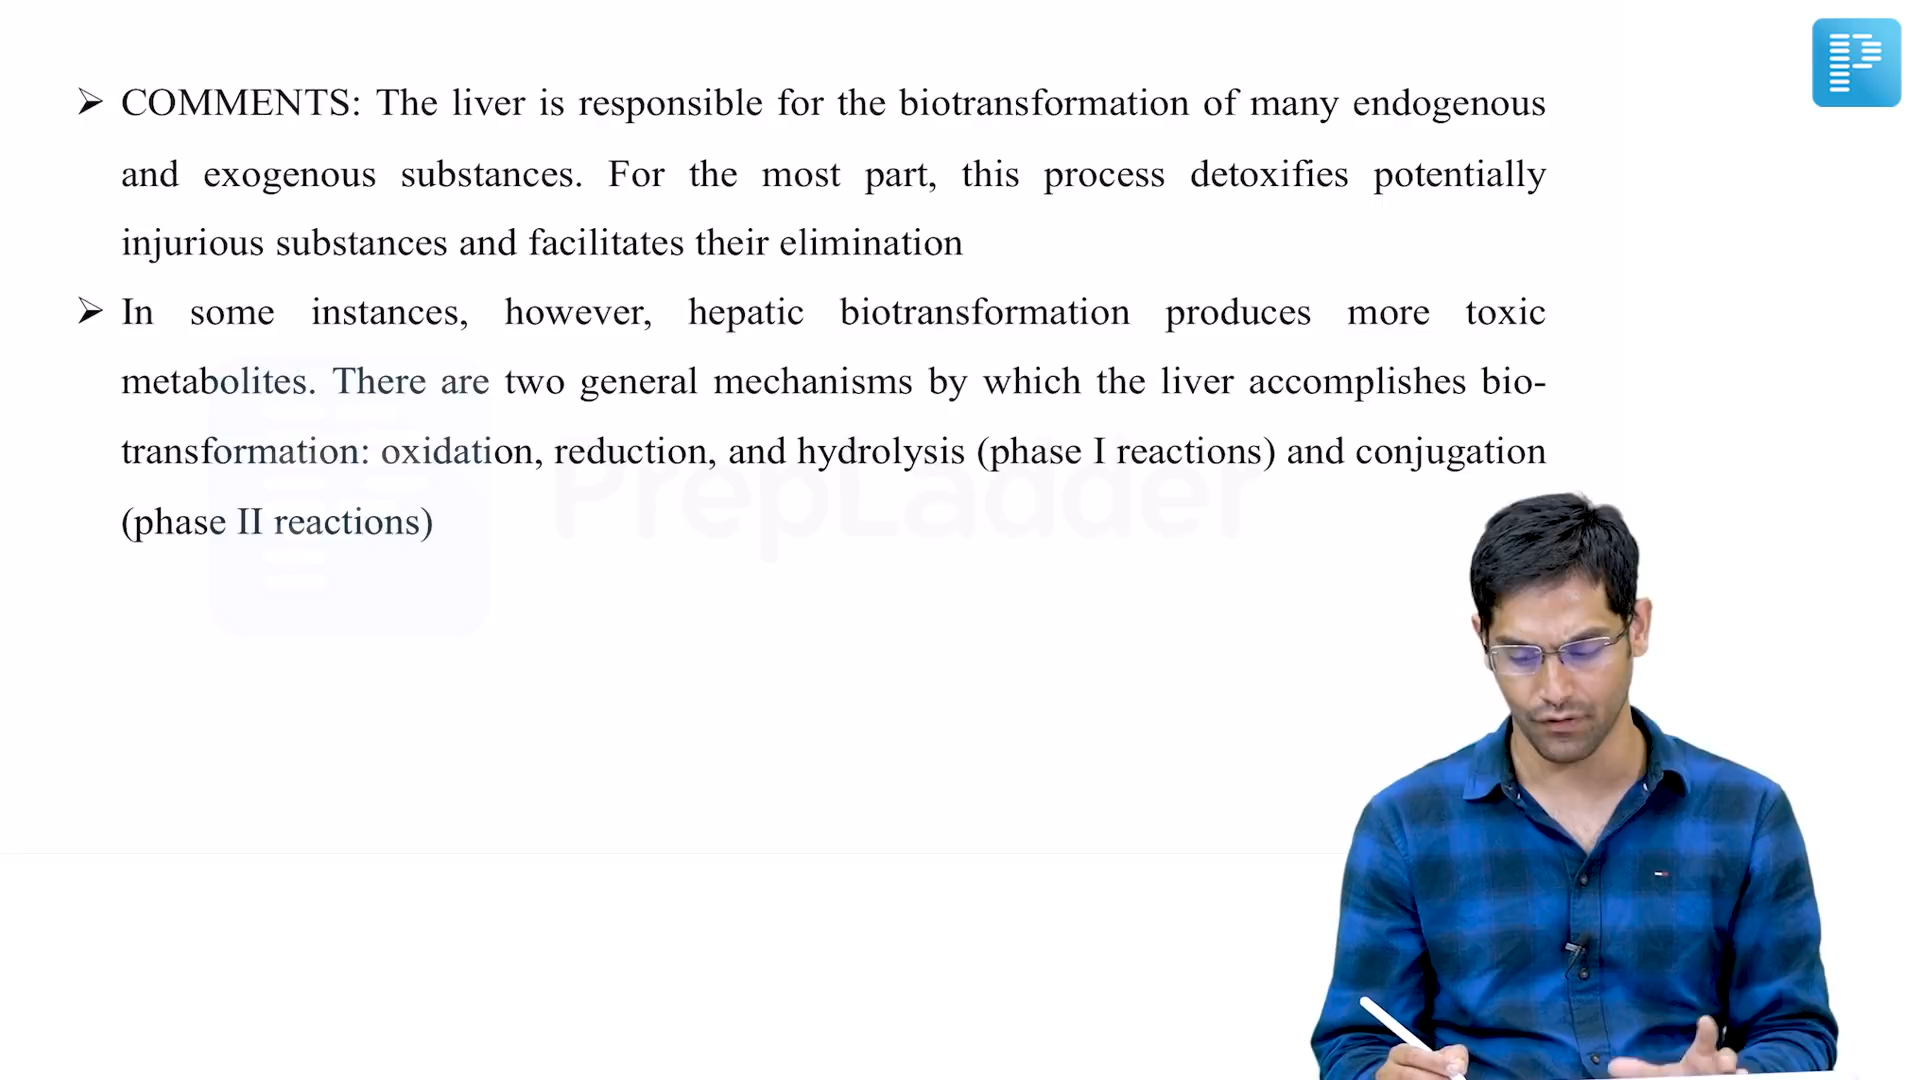 ➢ COMMENTS: The liver is responsible for the biotransformation of many endogenous
and exogenous substances. For the most part, this process detoxifies potentially
injurious substances and facilitates their elimination
➢ In some instances, however, hepatic biotransformation produces more toxic
metabolites. There are two general mechanisms by which the liver accomplishes bio-
transformation: oxidation, reduction, and hydrolysis (phase I reactions) and conjugation
(phase II reactions)
PrepLadder